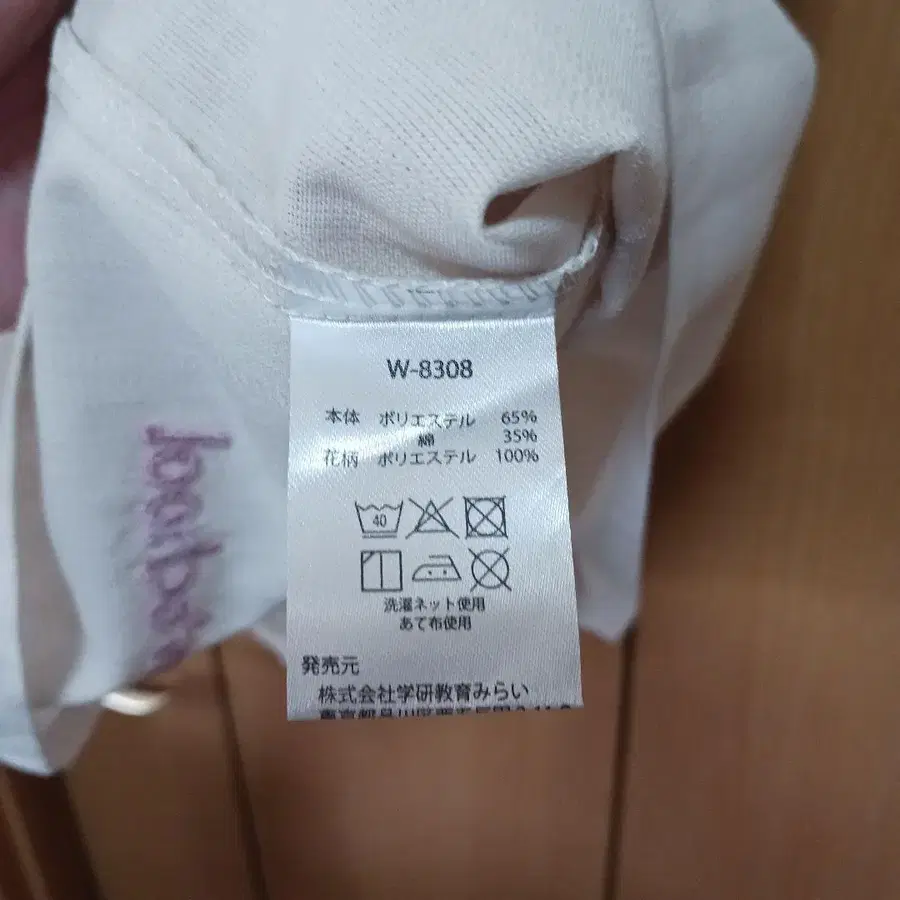 W-8308
本体 ポリエステル 65%
綿 35%
花柄 ポリエステル 100%
40
洗濯ネット使用
あて布使用
発売元
株式会社学研教育みらい